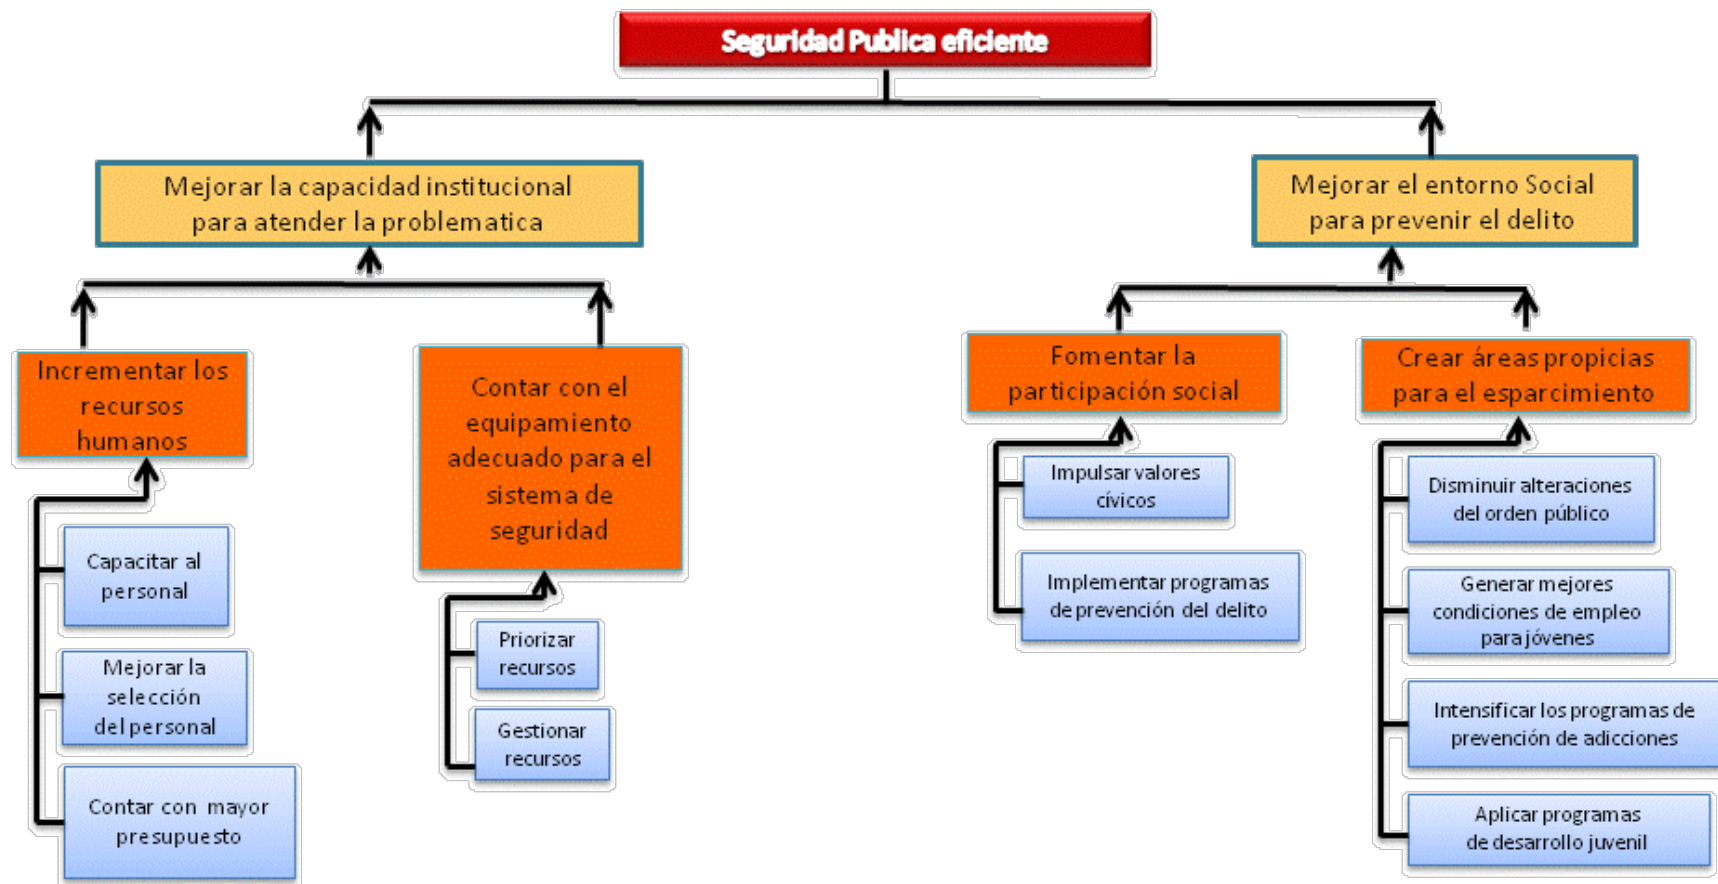 Seguridad Publica eficiente
Mejorar la capacidad institucional
para atender la problematica
Mejorar el entorno Social
para prevenir el delito
Incrementar los
recursos
humanos
Contar con el
equipamiento
adecuado para el
sistema de
seguridad
Fomentar la
participación social
Crear áreas propicias
para el esparcimiento
Capacitar al
personal
Mejorar la
selección
del personal
Contar con mayor
presupuesto
Priorizar
recursos
Gestionar
recursos
Impulsar valores
cívicos
Implementar programas
de prevención del delito
Disminuir alteraciones
del orden público
Generar mejores
condiciones de empleo
para jóvenes
Intensificar los programas de
prevención de adicciones
Aplicar programas
de desarrollo juvenil